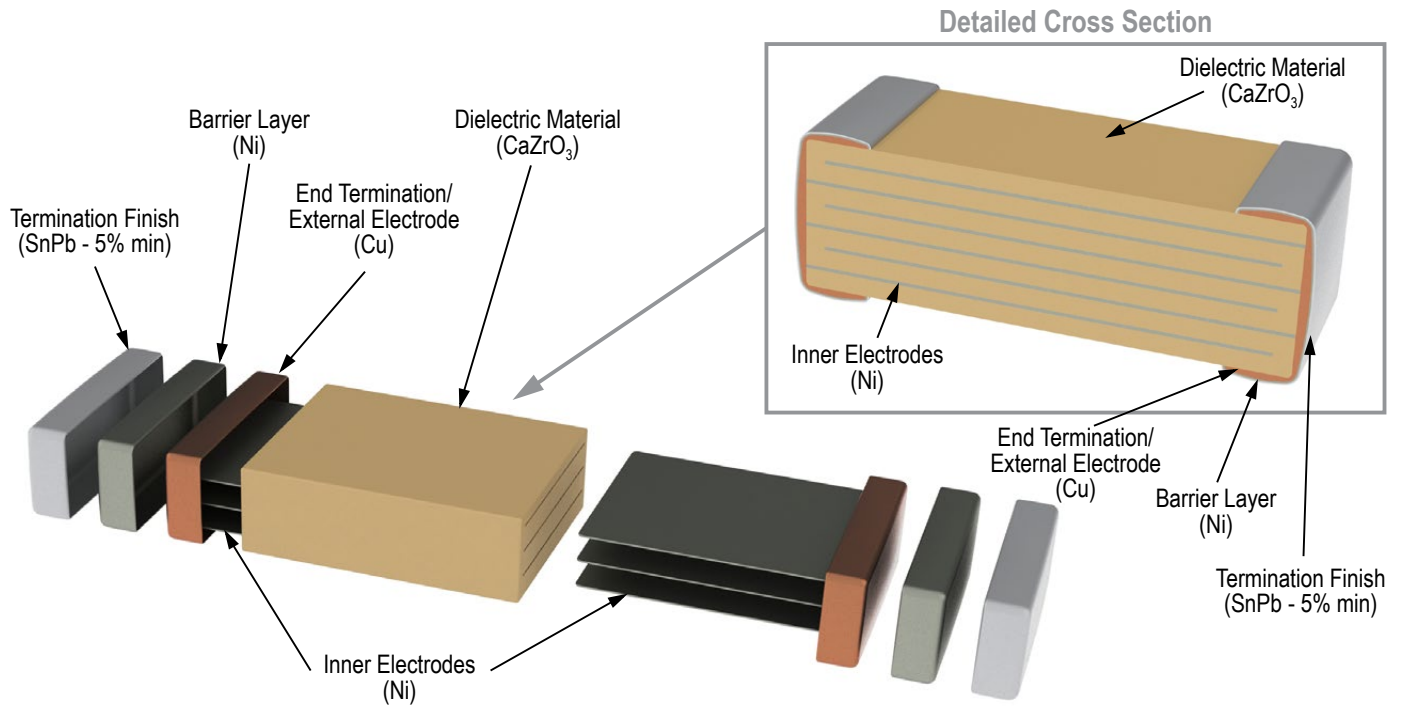 Detailed Cross Section
Dielectric Material
(CaZrO₃)
Barrier Layer
(Ni)
Dielectric Material
(CaZrO₃)
End Termination/
External Electrode
(Cu)
Termination Finish
(SnPb - 5% min)
Inner Electrodes
(Ni)
End Termination/
External Electrode
(Cu)
Barrier Layer
(Ni)
Termination Finish
(SnPb - 5% min)
Inner Electrodes
(Ni)